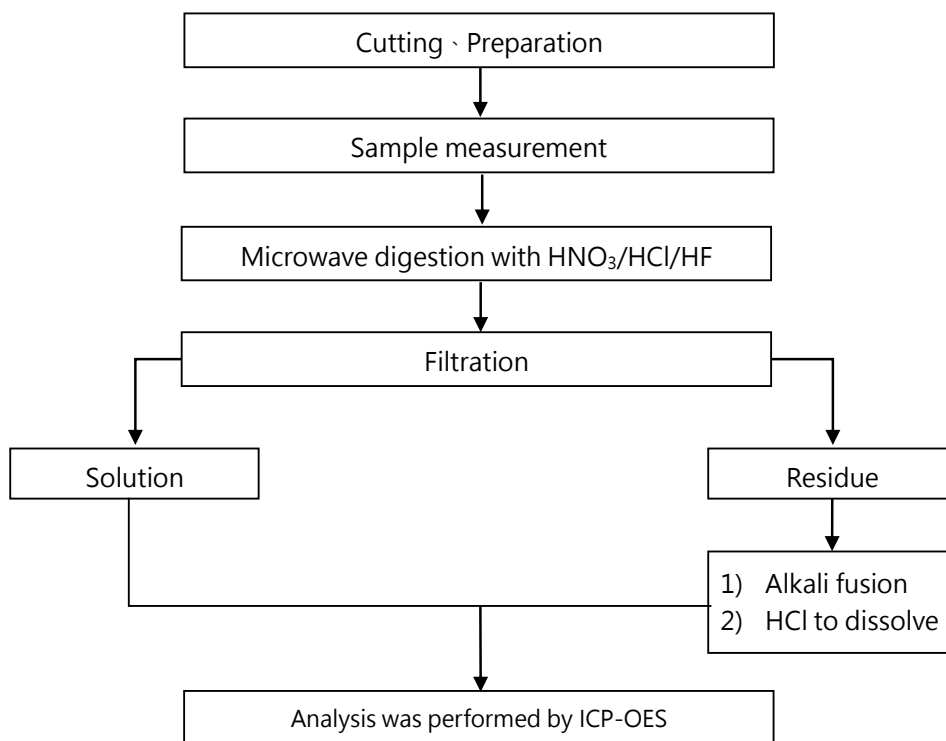 Cutting、Preparation
Sample measurement
Microwave digestion with HNO₃/HCl/HF
Filtration
Solution
Residue
1) Alkali fusion
2) HCl to dissolve
Analysis was performed by ICP-OES